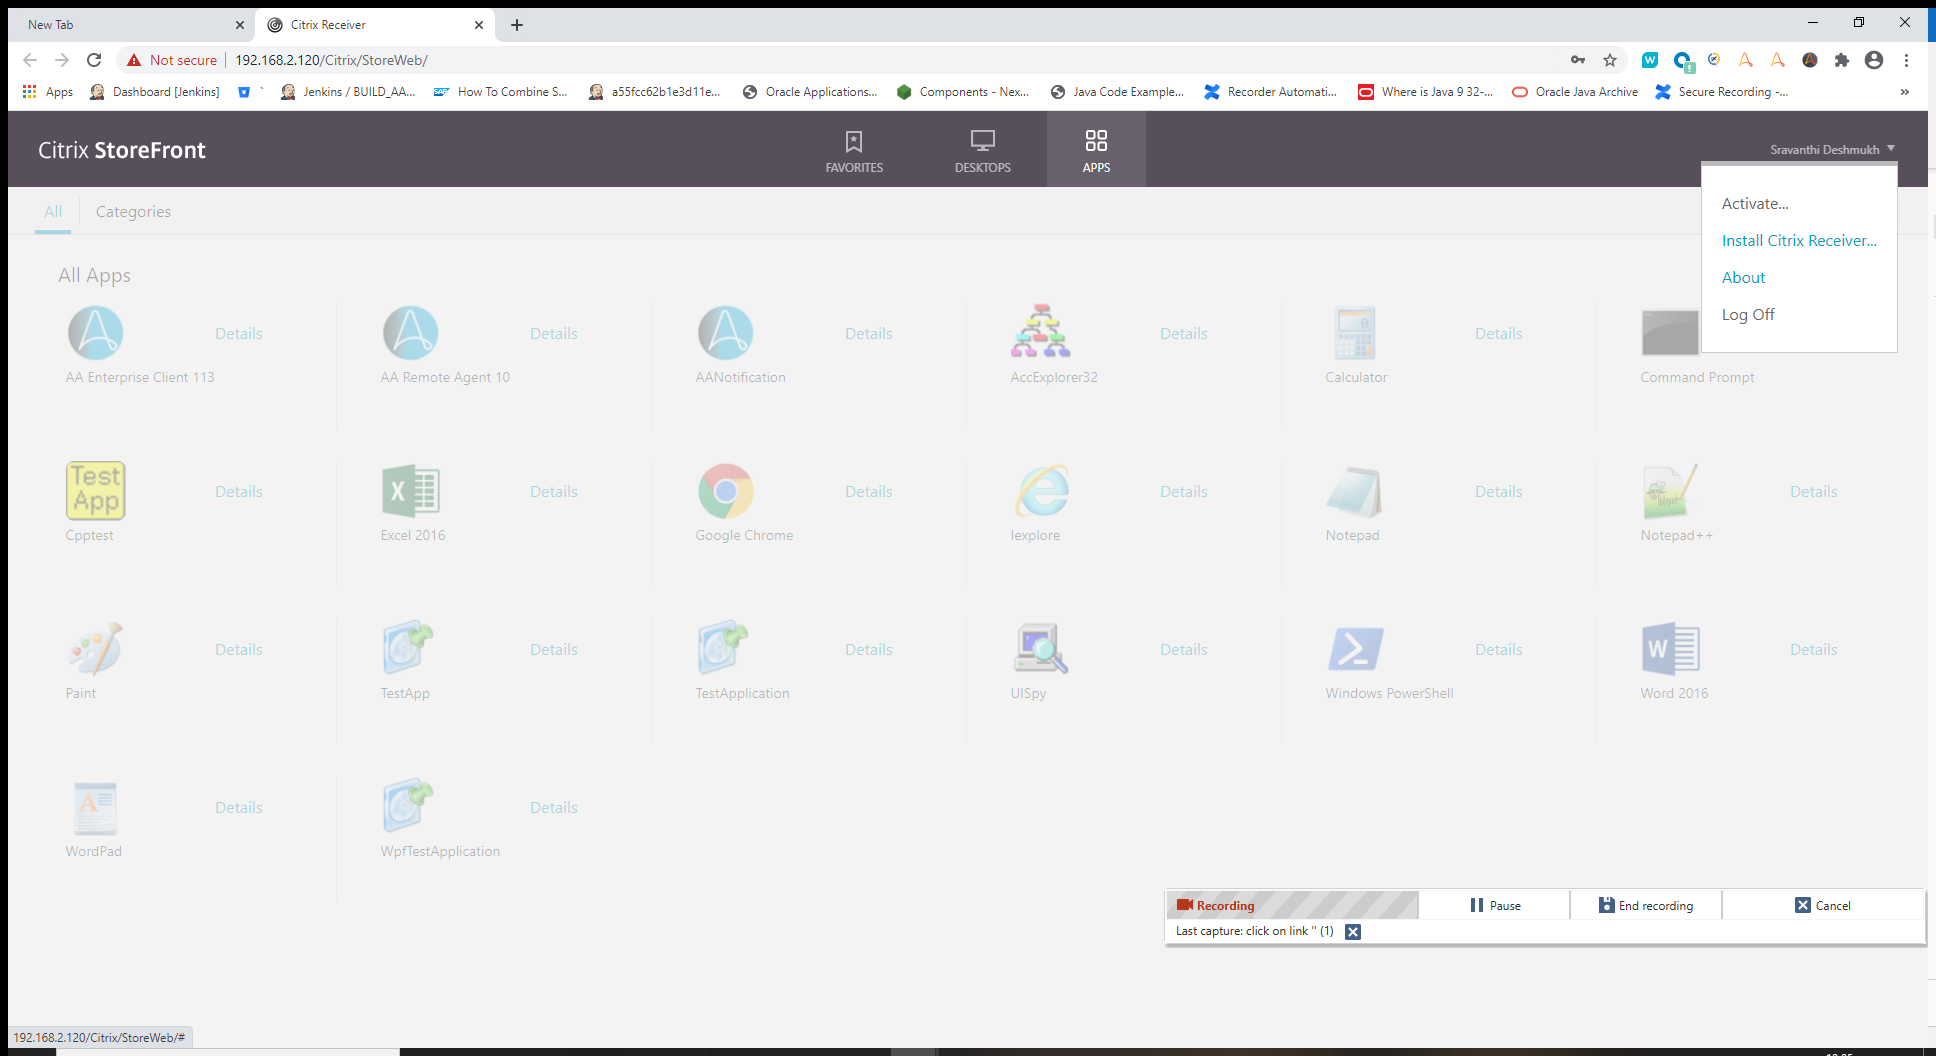 New Tab
Citrix Receiver
Not secure
192.168.2.120/Citrix/StoreWeb/
Apps
Dashboard [Jenkins]
Jenkins / BUILD_AA...
How To Combine S...
a55fcc62b1e3d11e...
Oracle Applications...
Components - Nex...
Java Code Example...
Recorder Automati...
Where is Java 9 32-...
Oracle Java Archive
Secure Recording -...
»
Citrix StoreFront
FAVORITES
DESKTOPS
APPS
Sravanthi Deshmukh
All
Categories
Activate...
Install Citrix Receiver...
About
Log Off
All Apps
Details
Details
Details
Details
Details
AA Enterprise Client 113
AA Remote Agent 10
AANotification
AccExplorer32
Calculator
Command Prompt
Test
App
Details
Details
Details
Details
Details
Details
Cpptest
Excel 2016
Google Chrome
Iexplore
Notepad
Notepad++
Details
Details
Details
Details
Details
Details
Paint
TestApp
TestApplication
UISpy
Windows PowerShell
Word 2016
Details
Details
WordPad
WpfTestApplication
Recording
Pause
End recording
Cancel
Last capture: click on link '' (1)
192.168.2.120/Citrix/StoreWeb/#